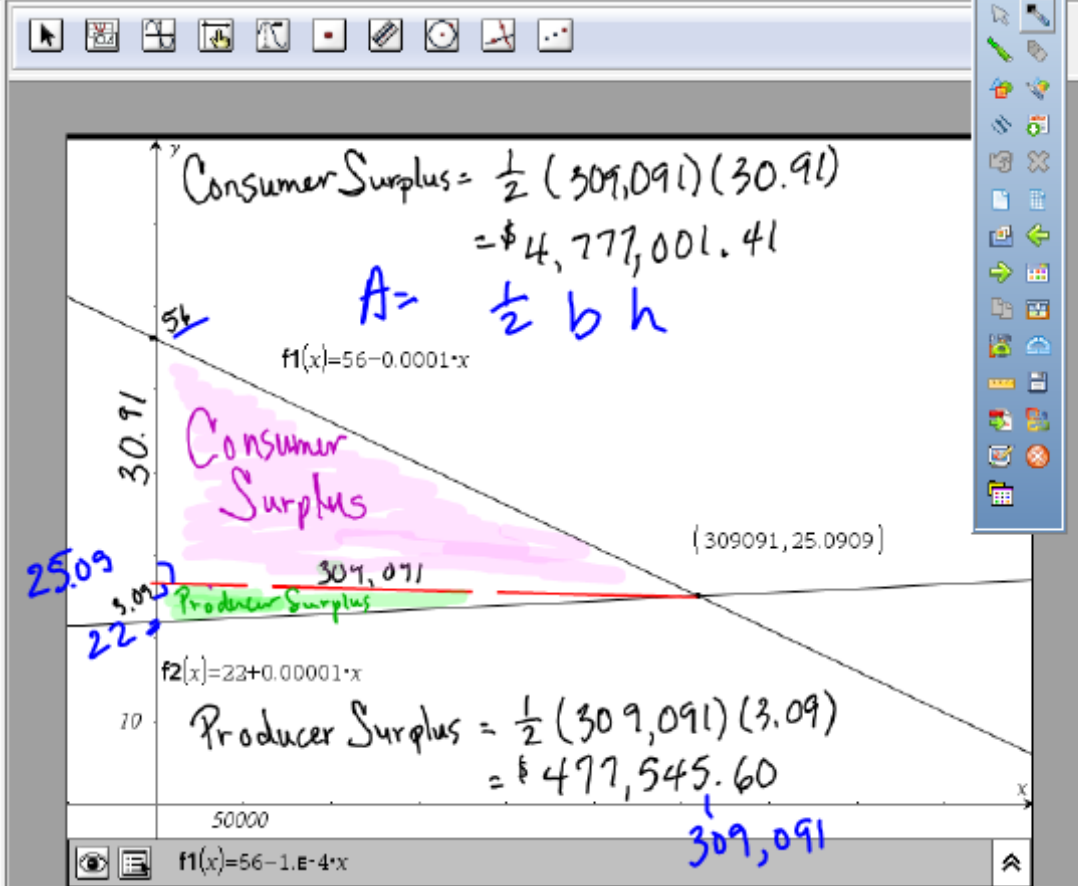 y
Consumer Surplus = 1/2 (309,091)(30.91)
= $4,777,001.41
A = 1/2 b h
56
f1(x)=56−0.0001·x
30.91
Consumer
Surplus
(309091,25.0909)
25.09
309,091
3.09
Producer Surplus
22
f2(x)=22+0.00001·x
10
Producer Surplus = 1/2 (309,091)(3.09)
= $477,545.60
x
50000
309,091
f1(x)=56−1.E-4·x